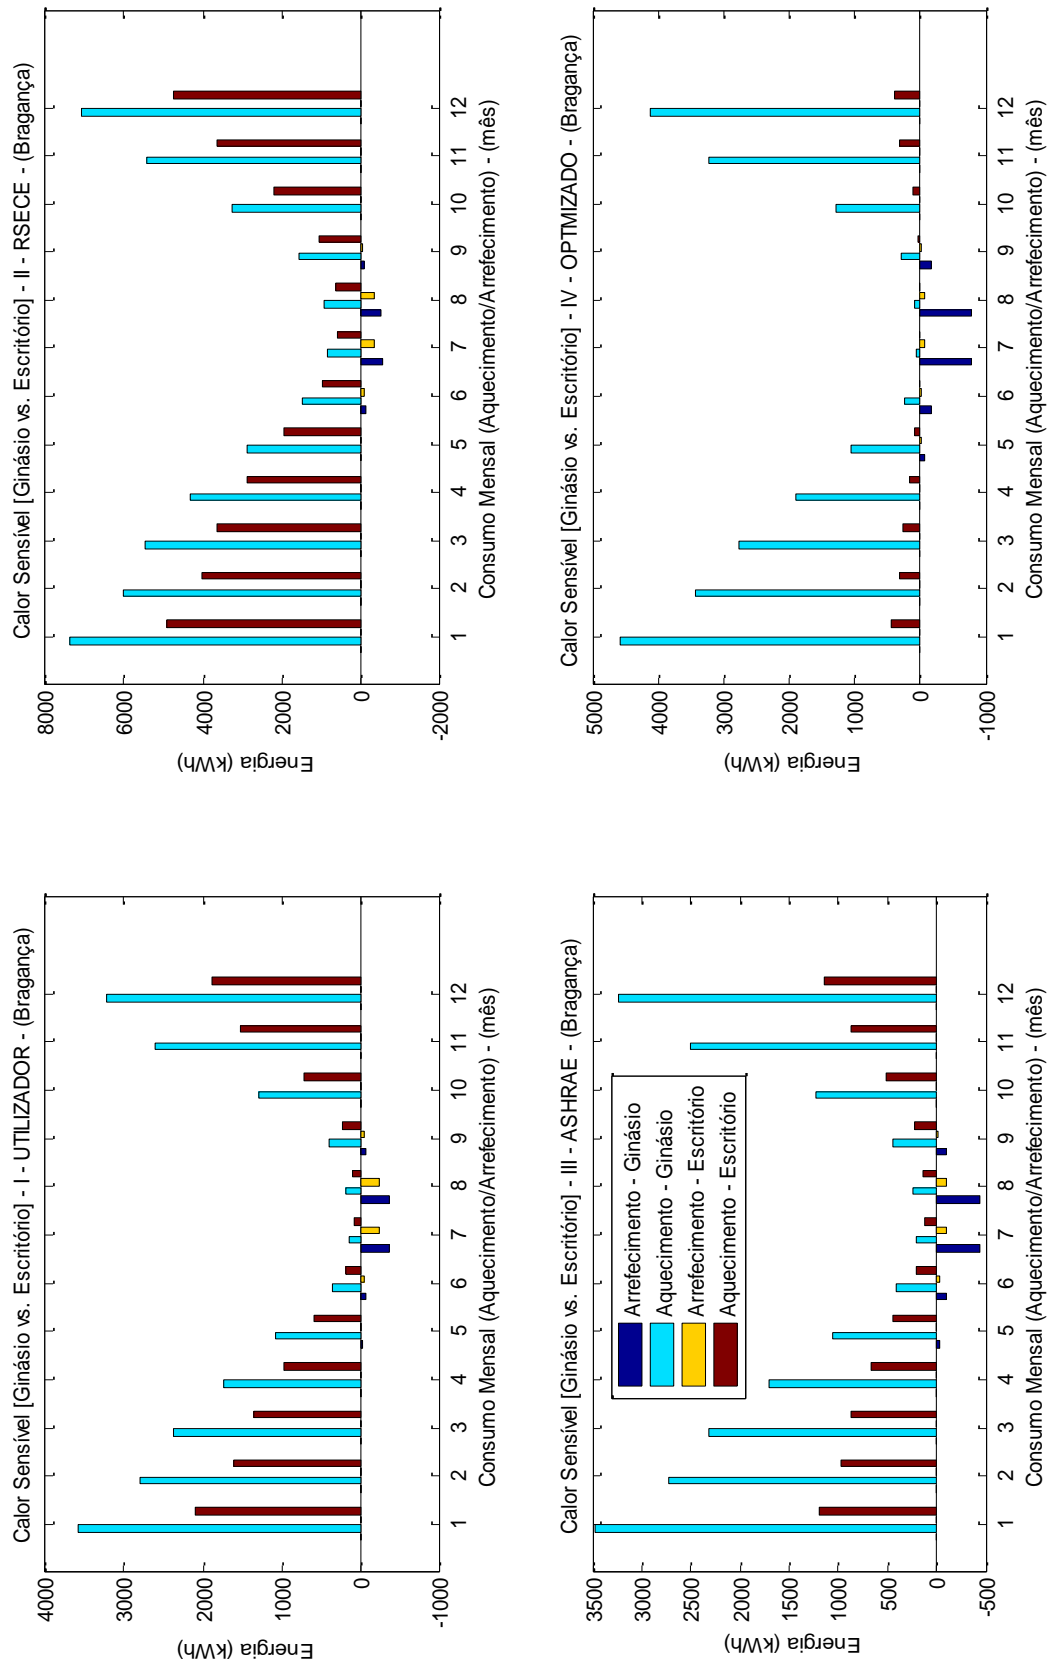 Calor Sensível [Ginásio vs. Escritório] - I - UTILIZADOR - (Bragança)
4000
3000
2000
1000
0
-1000
Energia (kWh)
1 2 3 4 5 6 7 8 9 10 11 12
Consumo Mensal (Aquecimento/Arrefecimento) - (mês)
Calor Sensível [Ginásio vs. Escritório] - II - RSECE - (Bragança)
8000
6000
4000
2000
0
-2000
Energia (kWh)
1 2 3 4 5 6 7 8 9 10 11 12
Consumo Mensal (Aquecimento/Arrefecimento) - (mês)
Calor Sensível [Ginásio vs. Escritório] - III - ASHRAE - (Bragança)
3500
3000
2500
2000
1500
1000
500
0
-500
Energia (kWh)
Arrefecimento - Ginásio
Aquecimento - Ginásio
Arrefecimento - Escritório
Aquecimento - Escritório
1 2 3 4 5 6 7 8 9 10 11 12
Consumo Mensal (Aquecimento/Arrefecimento) - (mês)
Calor Sensível [Ginásio vs. Escritório] - IV - OPTMIZADO - (Bragança)
5000
4000
3000
2000
1000
0
-1000
Energia (kWh)
1 2 3 4 5 6 7 8 9 10 11 12
Consumo Mensal (Aquecimento/Arrefecimento) - (mês)